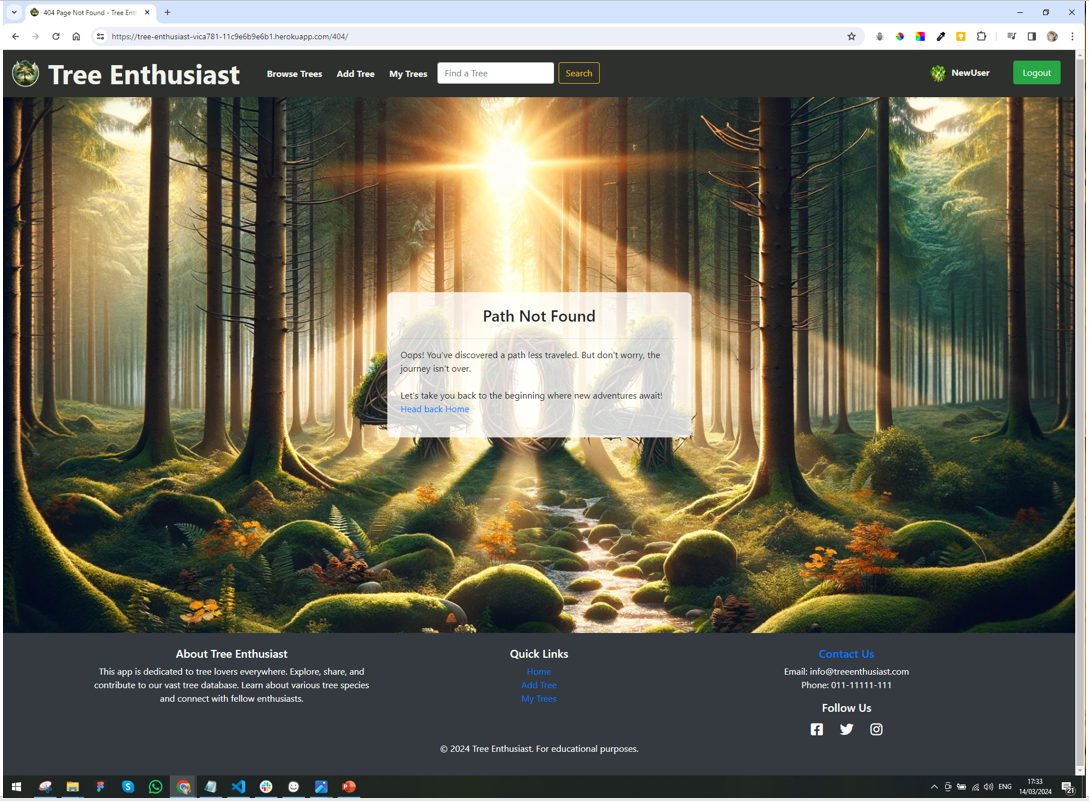 404 Page Not Found - Tree Ent
https://tree-enthusiast-vica781-11c9e6b9e6b1.herokuapp.com/404/
Tree Enthusiast
Browse Trees
Add Tree
My Trees
Find a Tree
Search
NewUser
Logout
404
Path Not Found
Oops! You've discovered a path less traveled. But don't worry, the
journey isn't over.
Let's take you back to the beginning where new adventures await!
Head back Home
About Tree Enthusiast
This app is dedicated to tree lovers everywhere. Explore, share, and
contribute to our vast tree database. Learn about various tree species
and connect with fellow enthusiasts.
Quick Links
Home
Add Tree
My Trees
Contact Us
Email: info@treeenthusiast.com
Phone: 011-11111-111
Follow Us
© 2024 Tree Enthusiast. For educational purposes.
ENG
17:33
14/03/2024
21